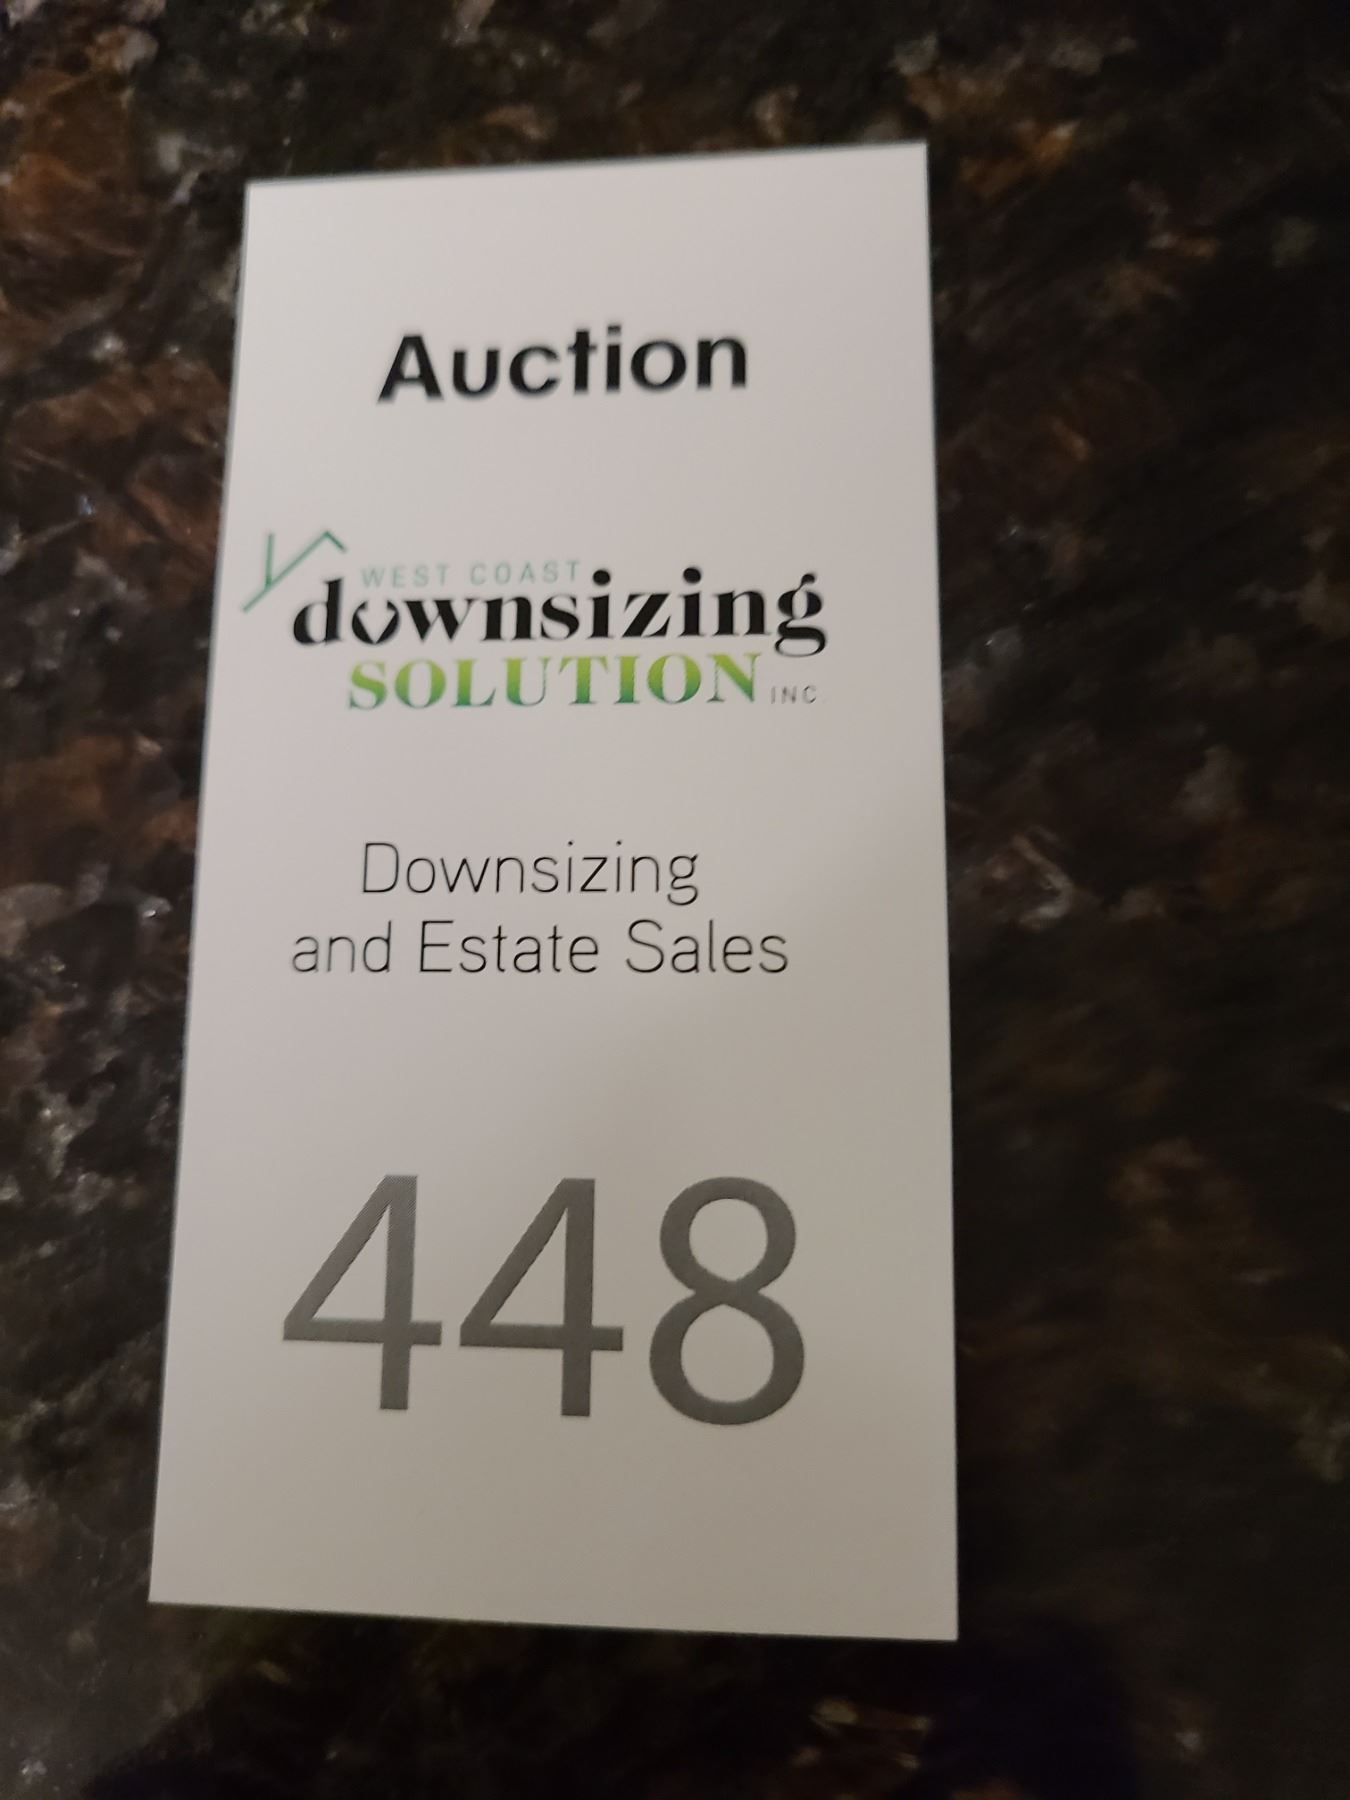 Auction
WEST COAST
downsizing
SOLUTION INC.
Downsizing
and Estate Sales
448